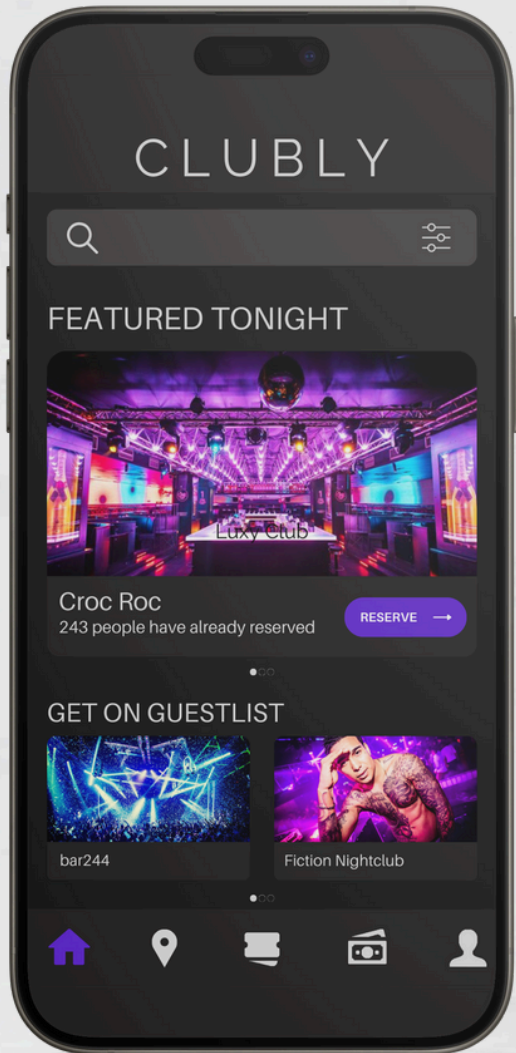 CLUBLY
FEATURED TONIGHT
Luxy Club
Croc Roc
243 people have already reserved
RESERVE
GET ON GUESTLIST
bar244
Fiction Nightclub